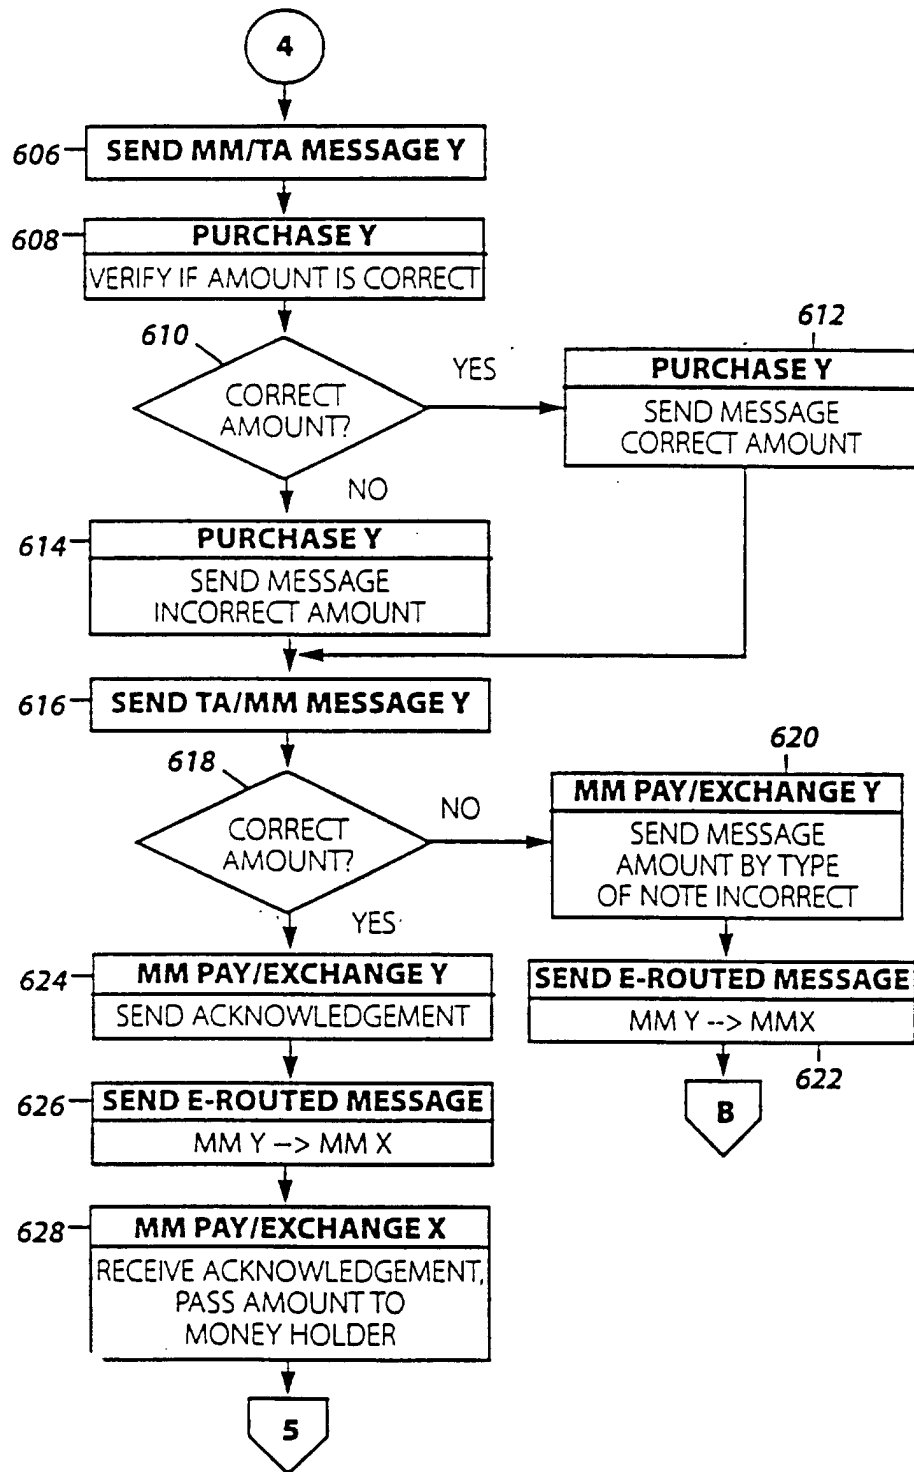 4
606
SEND MM/TA MESSAGE Y
608
PURCHASE Y
VERIFY IF AMOUNT IS CORRECT
610
CORRECT
AMOUNT?
YES
612
PURCHASE Y
SEND MESSAGE
CORRECT AMOUNT
NO
614
PURCHASE Y
SEND MESSAGE
INCORRECT AMOUNT
616
SEND TA/MM MESSAGE Y
618
CORRECT
AMOUNT?
NO
620
MM PAY/EXCHANGE Y
SEND MESSAGE
AMOUNT BY TYPE
OF NOTE INCORRECT
YES
624
MM PAY/EXCHANGE Y
SEND ACKNOWLEDGEMENT
SEND E-ROUTED MESSAGE
MM Y --> MMX
622
B
626
SEND E-ROUTED MESSAGE
MM Y --> MM X
628
MM PAY/EXCHANGE X
RECEIVE ACKNOWLEDGEMENT,
PASS AMOUNT TO
MONEY HOLDER
5